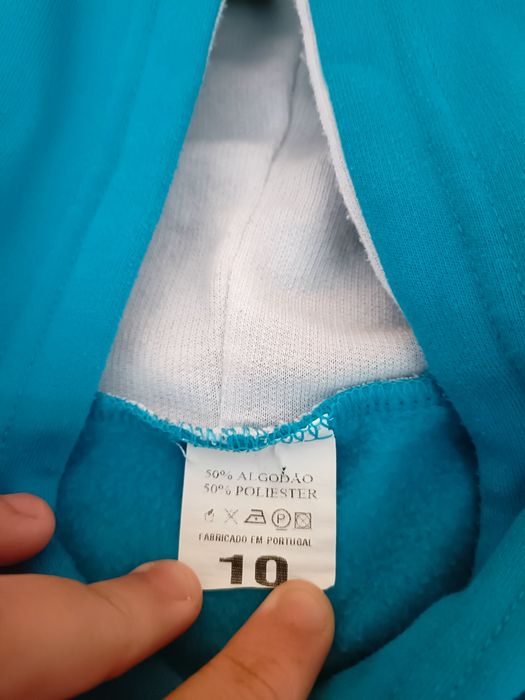 50% ALGODÃO
50% POLIESTER
P
FABRICADO EM PORTUGAL
10